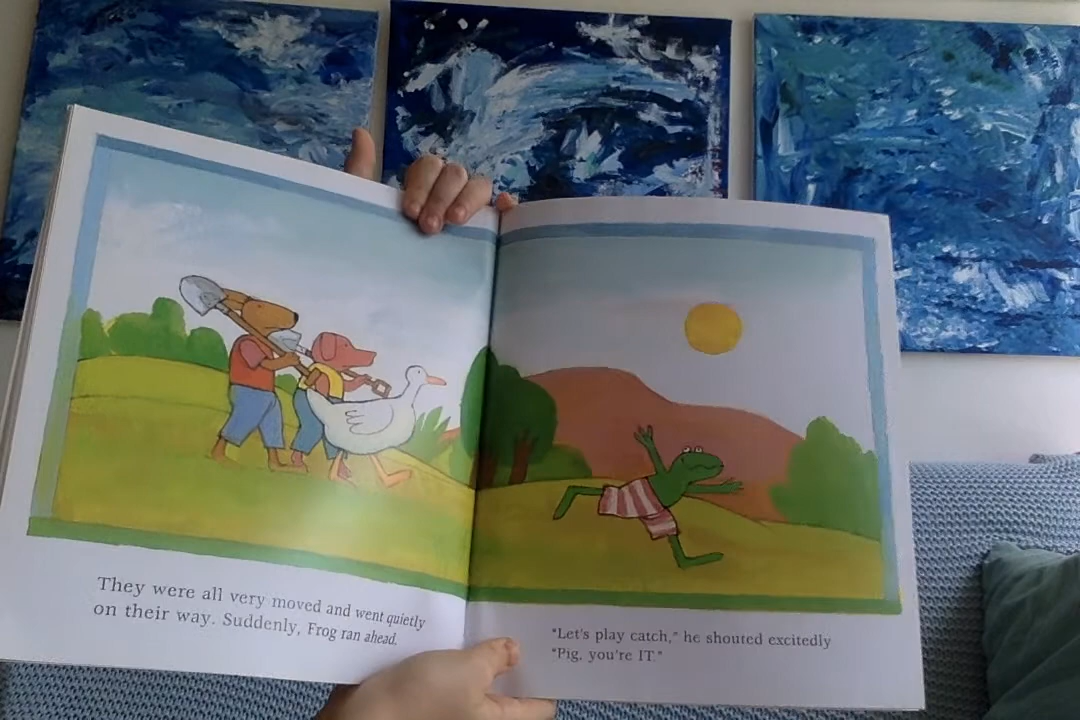 They were all very moved and went quietly
on their way. Suddenly, Frog ran ahead.
"Let's play catch," he shouted excitedly
"Pig, you're IT."